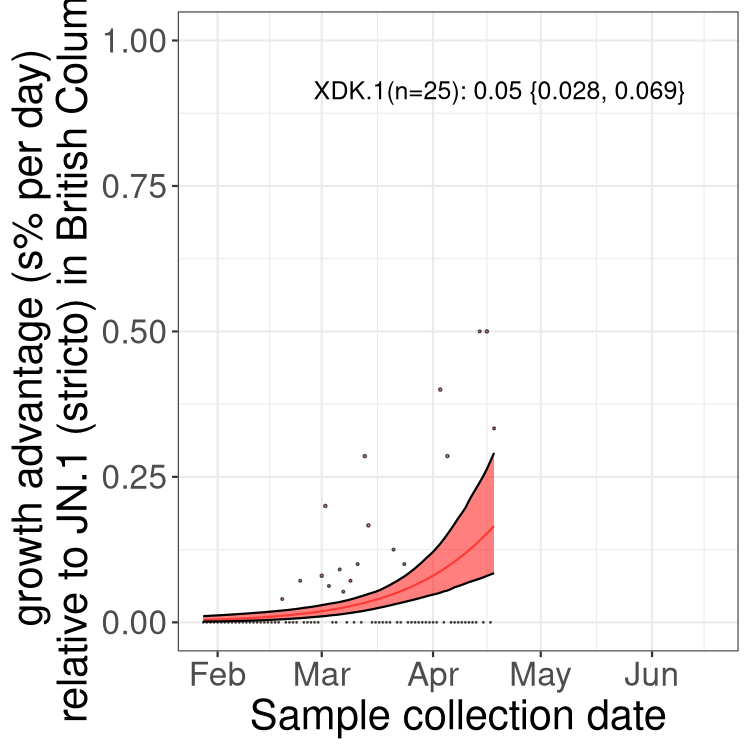 growth advantage (s% per day)
relative to JN.1 (stricto) in British Colum
1.00
0.75
0.50
0.25
0.00
XDK.1(n=25): 0.05 {0.028, 0.069}
Feb Mar Apr May Jun
Sample collection date